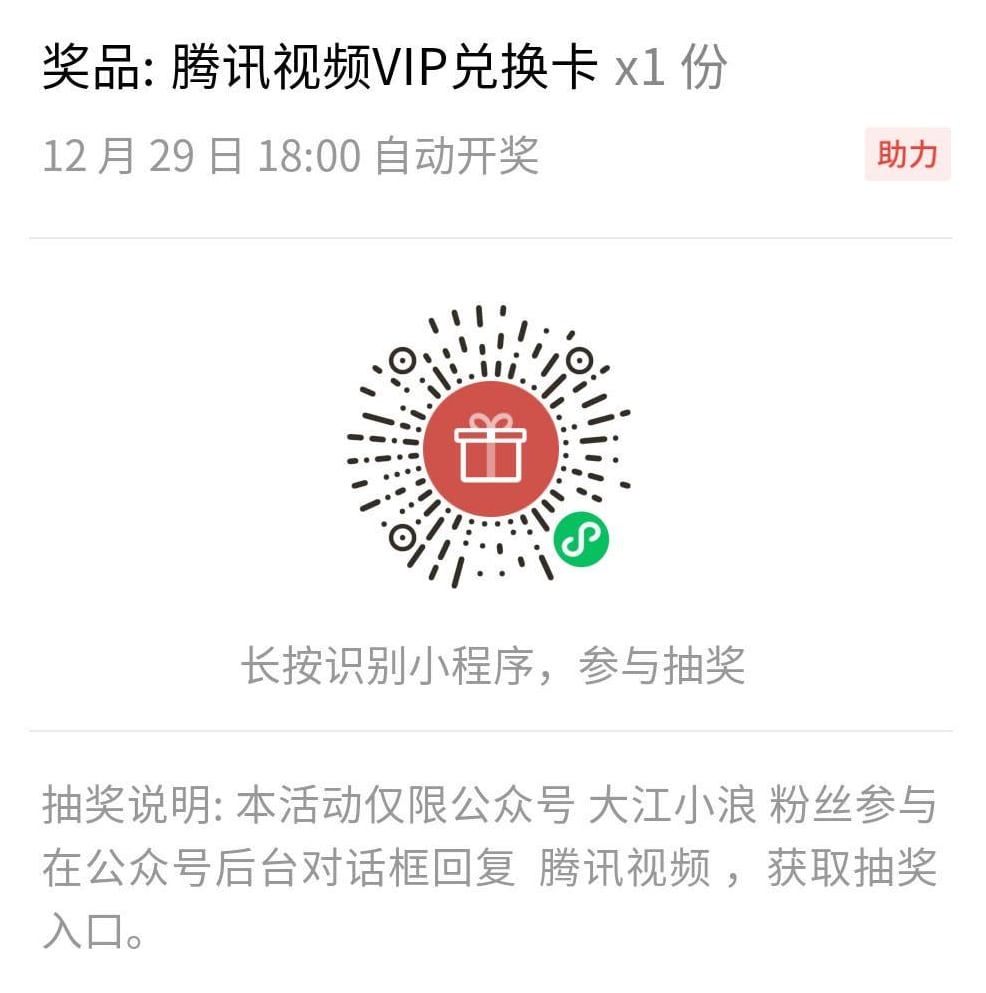 奖品: 腾讯视频VIP兑换卡 x1 份
12 月 29 日 18:00 自动开奖
助力
长按识别小程序，参与抽奖
抽奖说明: 本活动仅限公众号 大江小浪 粉丝参与
在公众号后台对话框回复 腾讯视频 ，获取抽奖
入口。